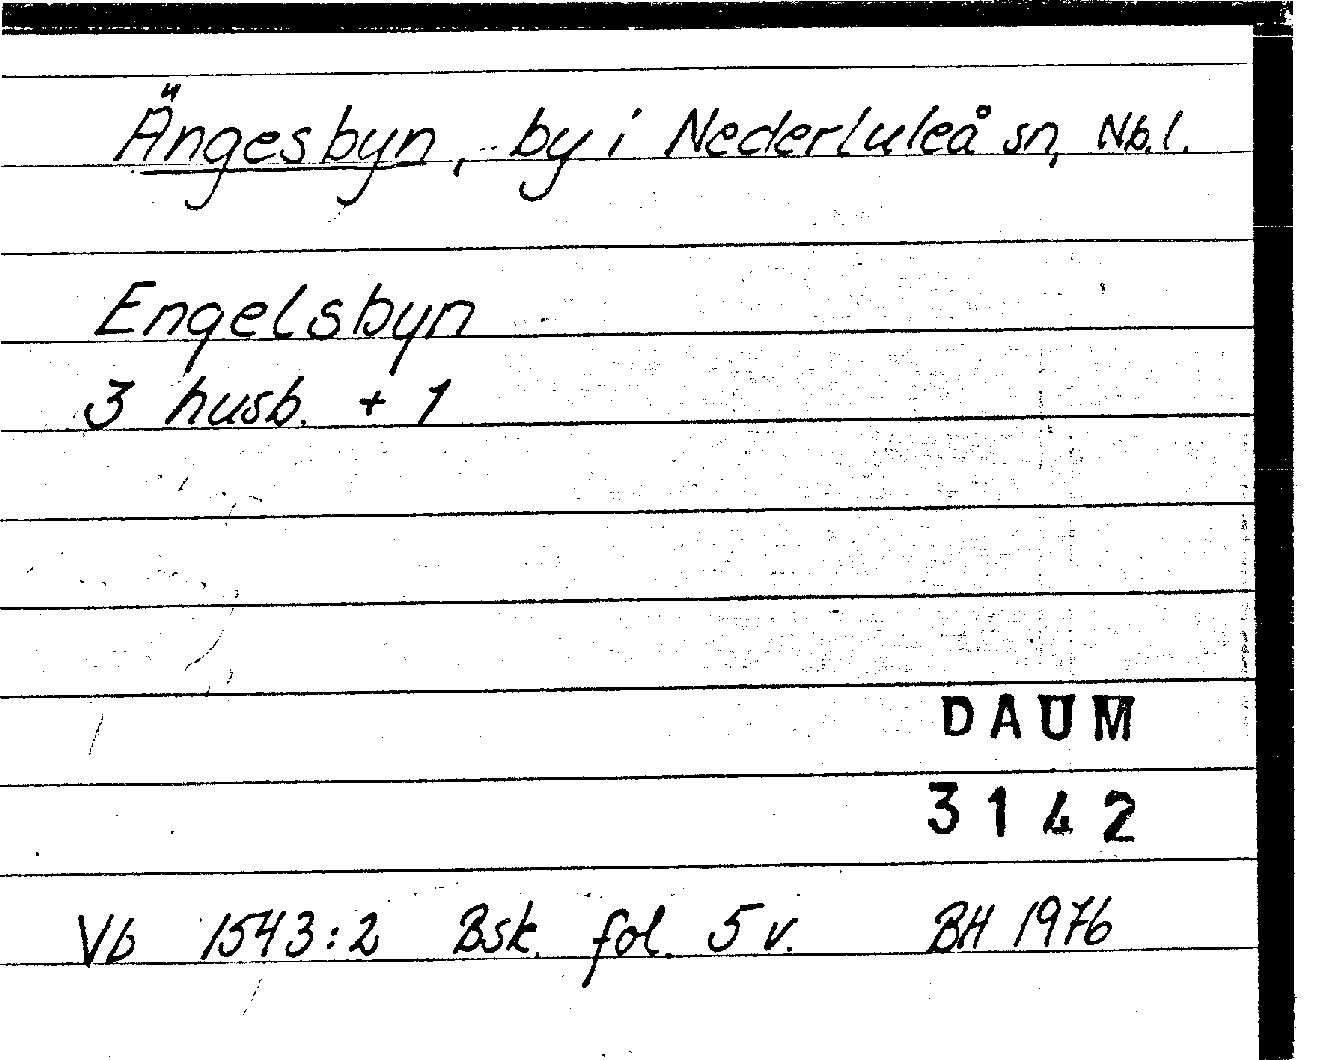 Ängesbyn, by i Nederluleå sn, Nb.l.
Engelsbyn
3 husb. + 1
DAUM
3142
Vb 1543:2 Bsk. fol. 5 v. BH 1976